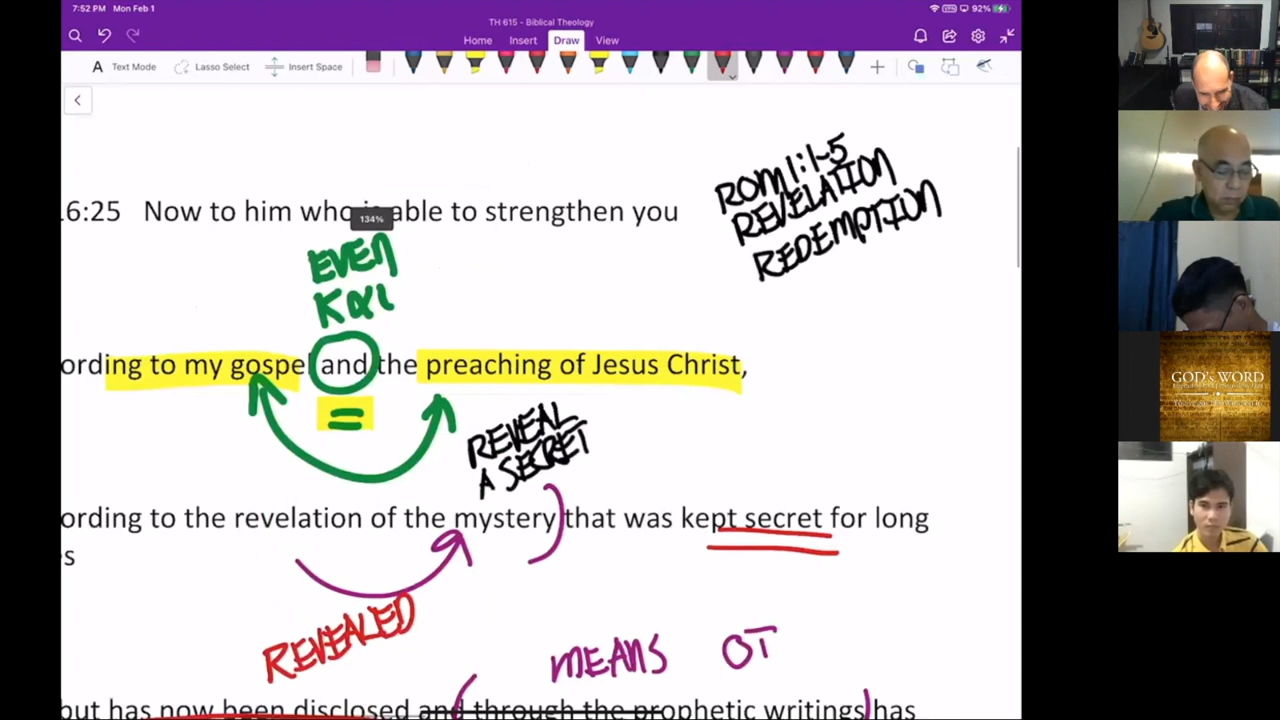 7:52 PM Mon Feb 1
92%
TH 615 - Biblical Theology
Home Insert Draw View
A Text Mode Lasso Select Insert Space
ROM 1:1-5
REVELATION
REDEMPTION
16:25 Now to him who is able to strengthen you
134%
EVEN
και
ording to my gospel and the preaching of Jesus Christ,
=
REVEAL
A SECRET
ording to the revelation of the mystery that was kept secret for long
s
REVEALED
MEANS OT
but has now been disclosed and through the prophetic writings has
GOD's WORD